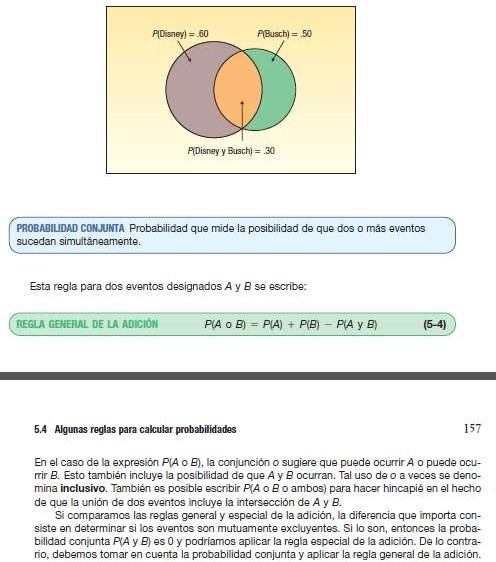 P(Disney) = .60 P(Busch) = .50
P(Disney y Busch) = .30
PROBABILIDAD CONJUNTA Probabilidad que mide la posibilidad de que dos o más eventos
sucedan simultáneamente.
Esta regla para dos eventos designados A y B se escribe:
REGLA GENERAL DE LA ADICIÓN P(A o B) = P(A) + P(B) − P(A y B) (5-4)
5.4 Algunas reglas para calcular probabilidades 157
En el caso de la expresión P(A o B), la conjunción o sugiere que puede ocurrir A o puede ocu-
rrir B. Esto también incluye la posibilidad de que A y B ocurran. Tal uso de o a veces se deno-
mina inclusivo. También es posible escribir P(A o B o ambos) para hacer hincapié en el hecho
de que la unión de dos eventos incluye la intersección de A y B.
Si comparamos las reglas general y especial de la adición, la diferencia que importa con-
siste en determinar si los eventos son mutuamente excluyentes. Si lo son, entonces la proba-
bilidad conjunta P(A y B) es 0 y podríamos aplicar la regla especial de la adición. De lo contra-
rio, debemos tomar en cuenta la probabilidad conjunta y aplicar la regla general de la adición.